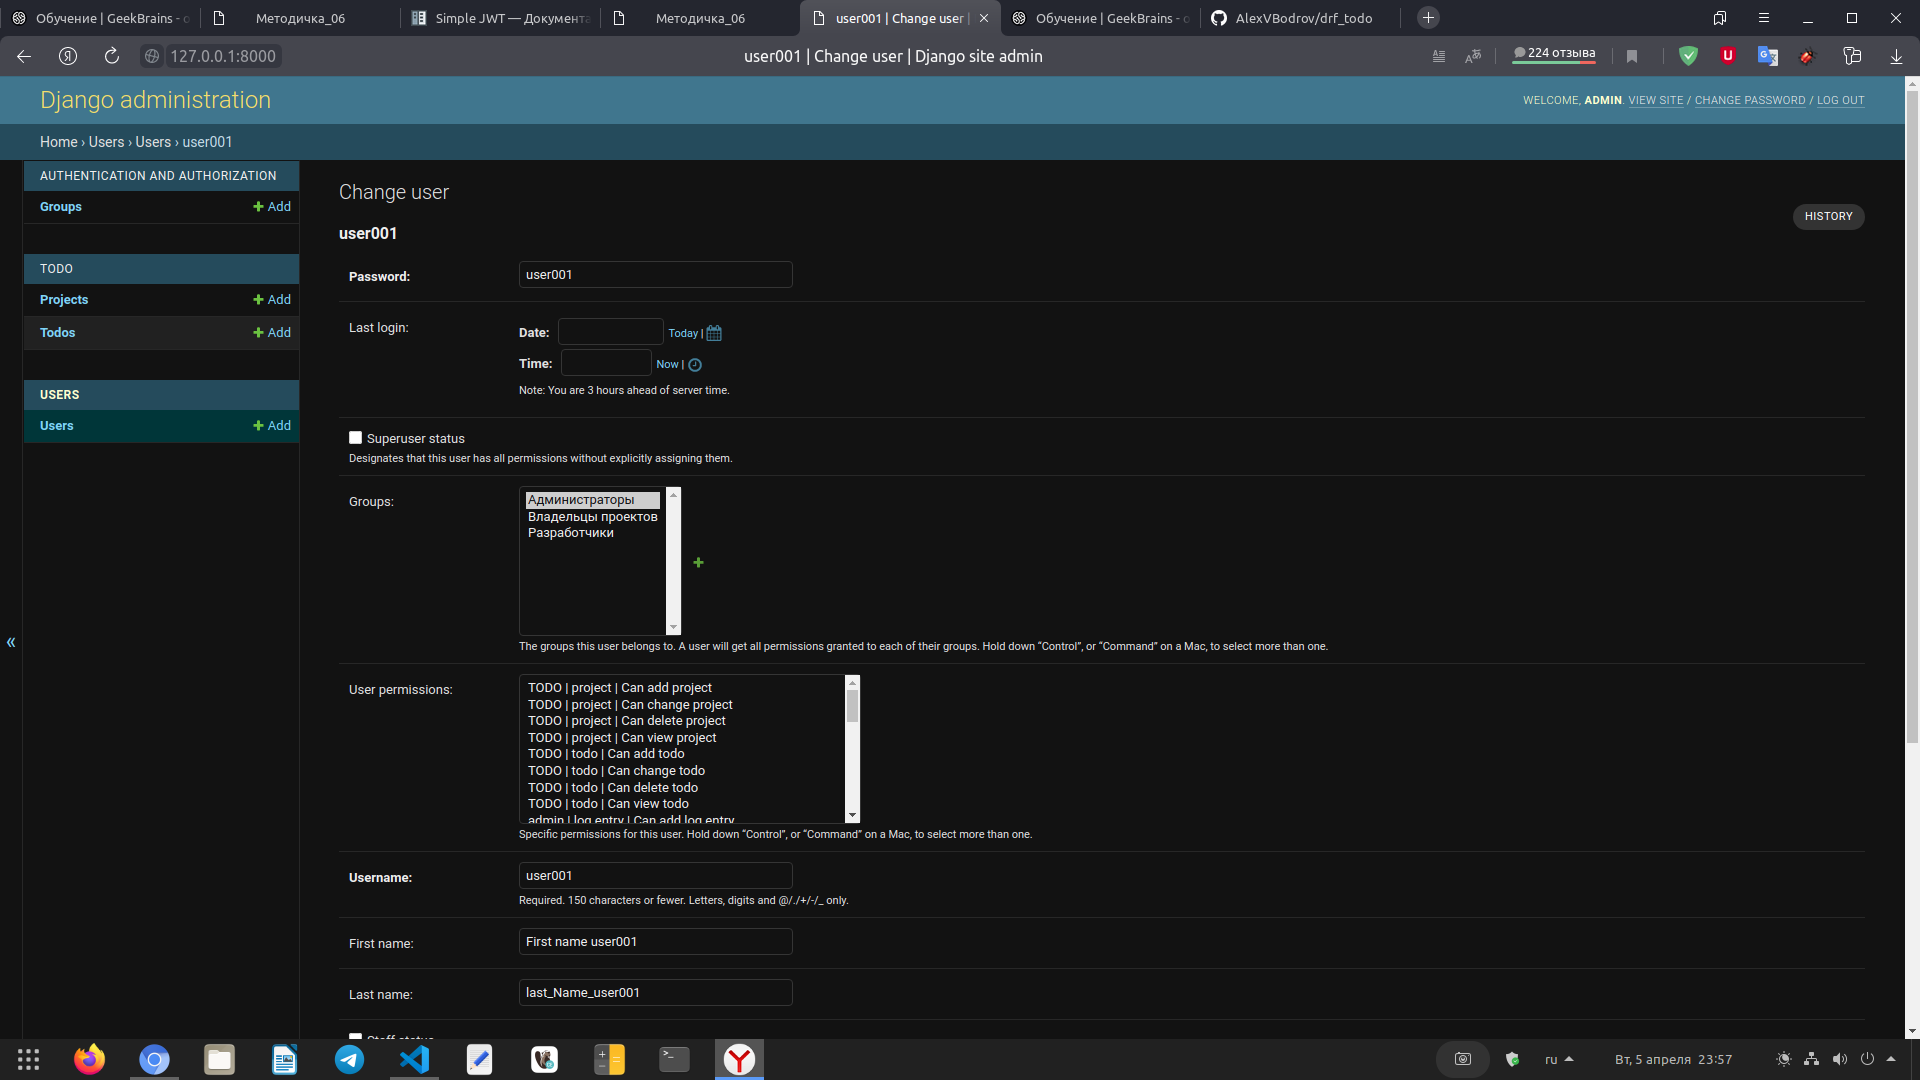 Обучение | GeekBrains - о
Методичка_06
Simple JWT — Документа
Методичка_06
user001 | Change user |
Обучение | GeekBrains - о
AlexVBodrov/drf_todo
127.0.0.1:8000
user001 | Change user | Django site admin
224 отзыва
Django administration
WELCOME, ADMIN. VIEW SITE / CHANGE PASSWORD / LOG OUT
Home › Users › Users › user001
AUTHENTICATION AND AUTHORIZATION
Groups
+ Add
TODO
Projects
+ Add
Todos
+ Add
USERS
Users
+ Add
«
Change user
HISTORY
user001
Password:
user001
Last login:
Date:
Today |
Time:
Now |
Note: You are 3 hours ahead of server time.
Superuser status
Designates that this user has all permissions without explicitly assigning them.
Groups:
Администраторы
Владельцы проектов
Разработчики
The groups this user belongs to. A user will get all permissions granted to each of their groups. Hold down “Control”, or “Command” on a Mac, to select more than one.
User permissions:
TODO | project | Can add project
TODO | project | Can change project
TODO | project | Can delete project
TODO | project | Can view project
TODO | todo | Can add todo
TODO | todo | Can change todo
TODO | todo | Can delete todo
TODO | todo | Can view todo
admin | log entry | Can add log entry
Specific permissions for this user. Hold down “Control”, or “Command” on a Mac, to select more than one.
Username:
user001
Required. 150 characters or fewer. Letters, digits and @/./+/-/_ only.
First name:
First name user001
Last name:
last_Name_user001
Staff status
ru
Вт, 5 апреля 23:57